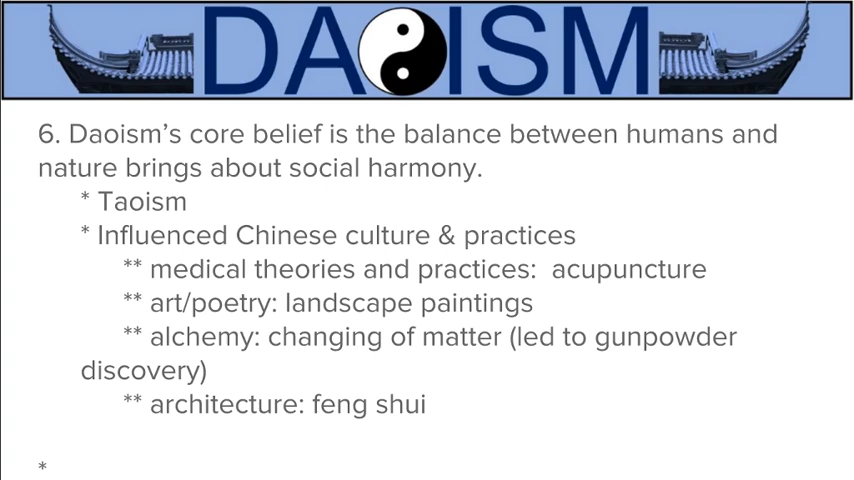 DAOISM
6. Daoism's core belief is the balance between humans and
nature brings about social harmony.
* Taoism
* Influenced Chinese culture & practices
** medical theories and practices:  acupuncture
** art/poetry: landscape paintings
** alchemy: changing of matter (led to gunpowder
discovery)
** architecture: feng shui
*